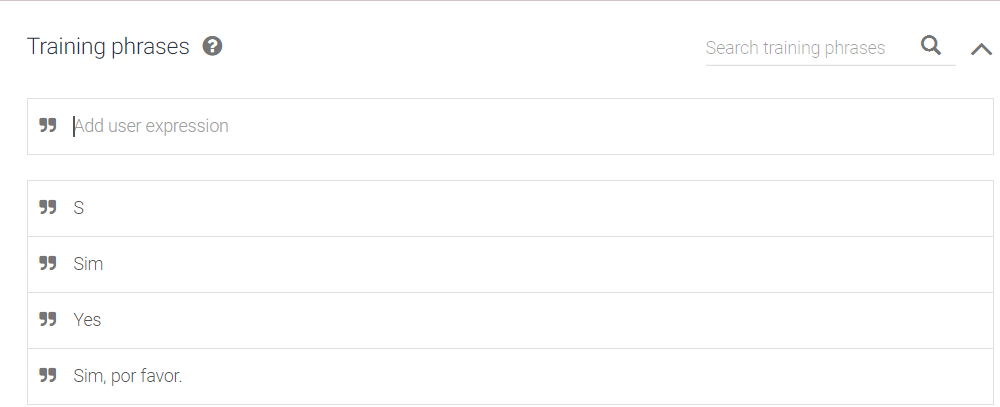 Training phrases
Search training phrases
Add user expression
S
Sim
Yes
Sim, por favor.